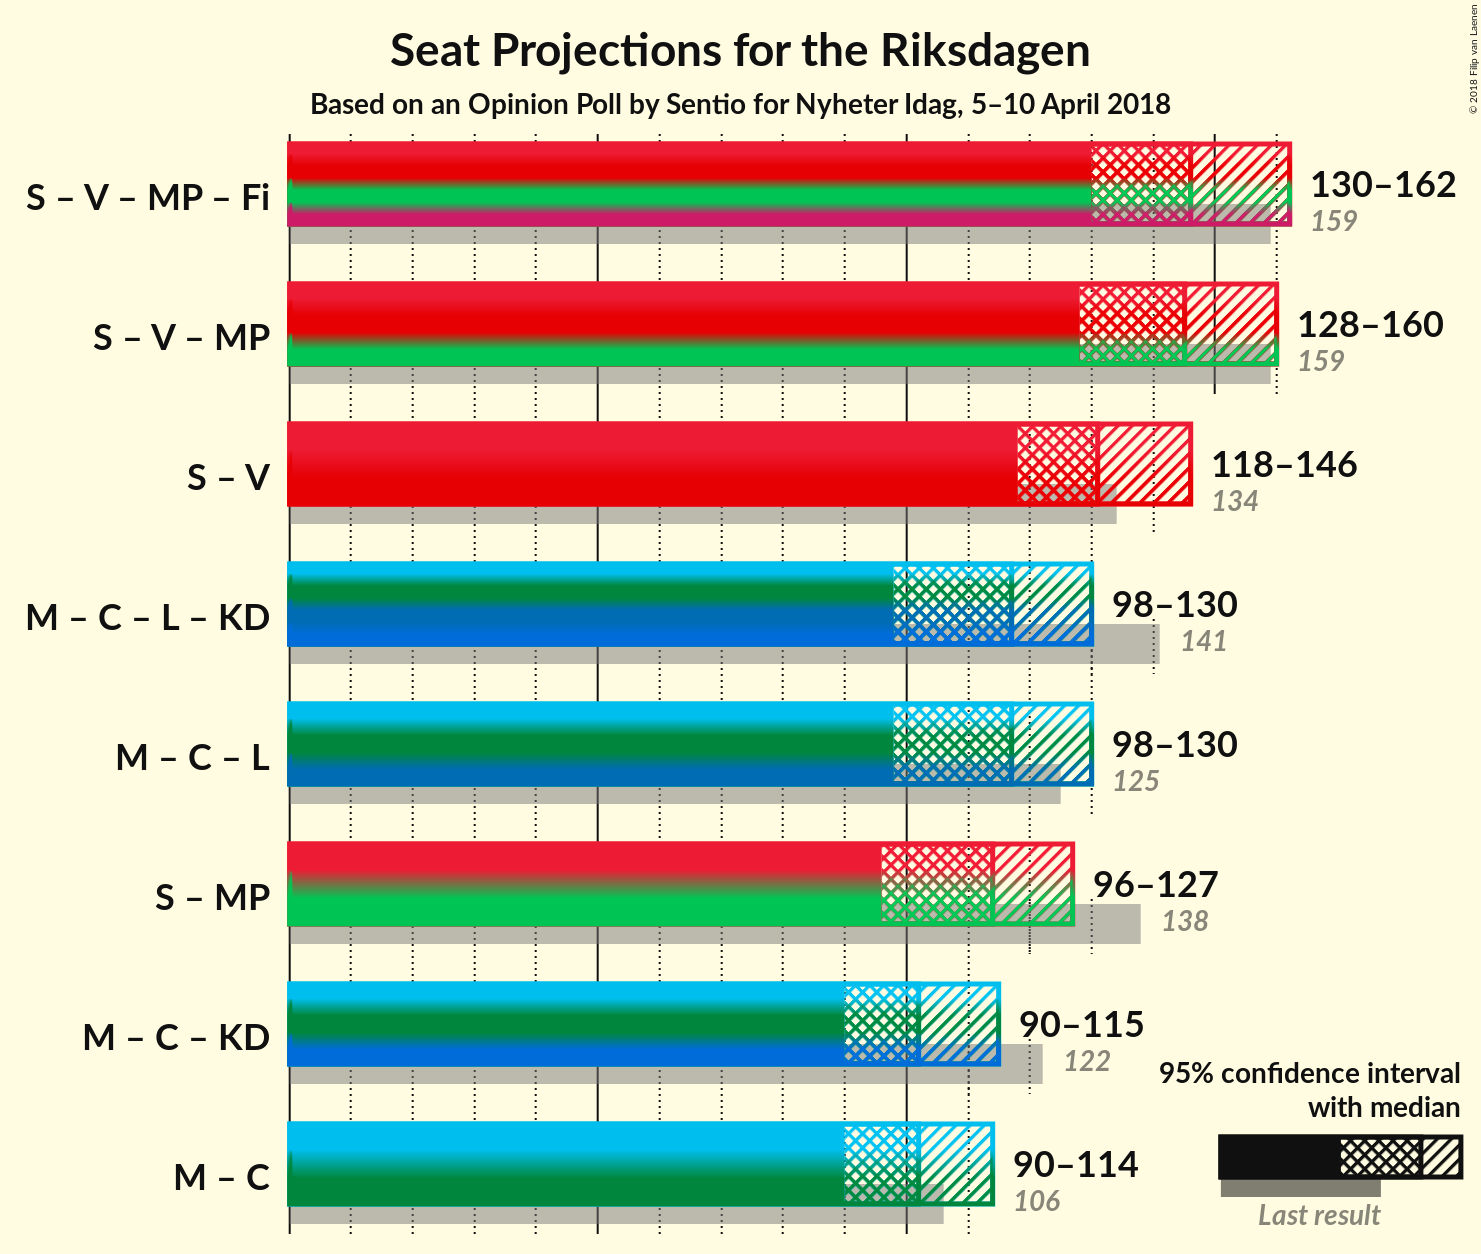 Seat Projections for the Riksdagen
Based on an Opinion Poll by Sentio for Nyheter Idag, 5–10 April 2018
© 2018 Filip van Laenen
S – V – MP – Fi
130–162
159
S – V – MP
128–160
159
S – V
118–146
134
M – C – L – KD
98–130
141
M – C – L
98–130
125
S – MP
96–127
138
M – C – KD
90–115
122
M – C
90–114
106
95% confidence interval
with median
Last result